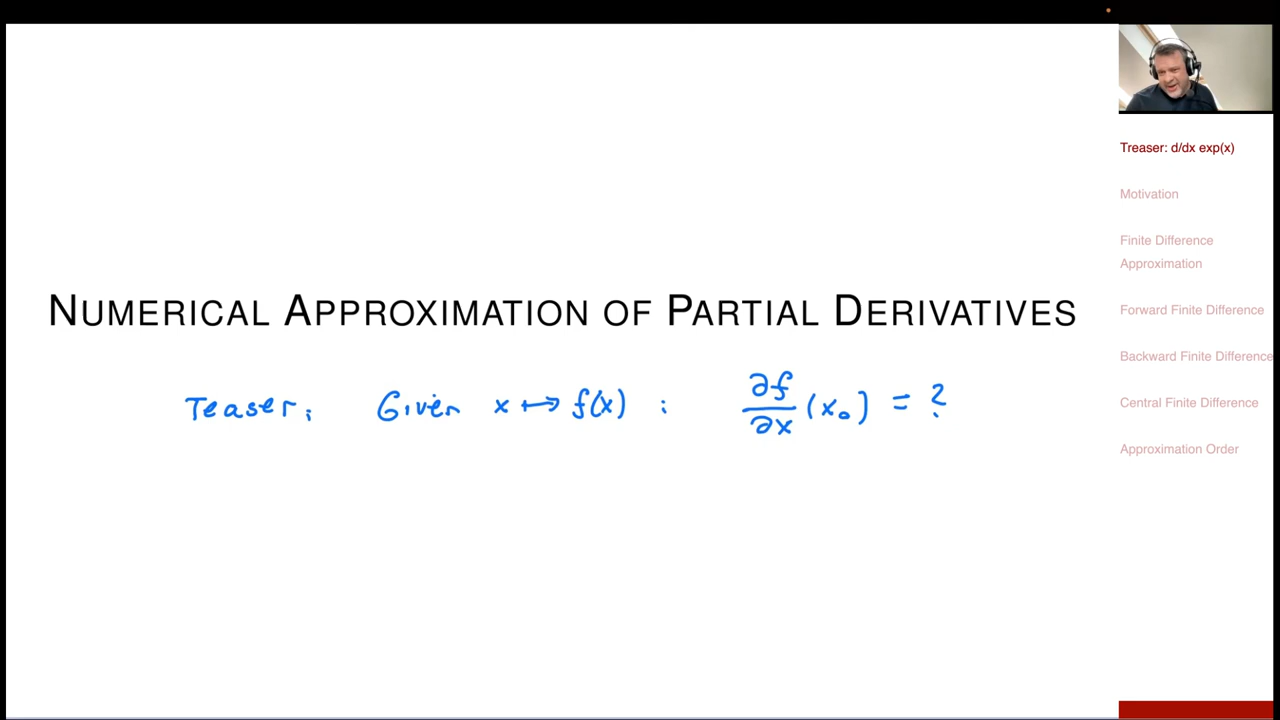 NUMERICAL APPROXIMATION OF PARTIAL DERIVATIVES
Teaser: Given x ↦ f(x) : ∂f/∂x (x₀) = ?
Treaser: d/dx exp(x)
Motivation
Finite Difference
Approximation
Forward Finite Difference
Backward Finite Difference
Central Finite Difference
Approximation Order